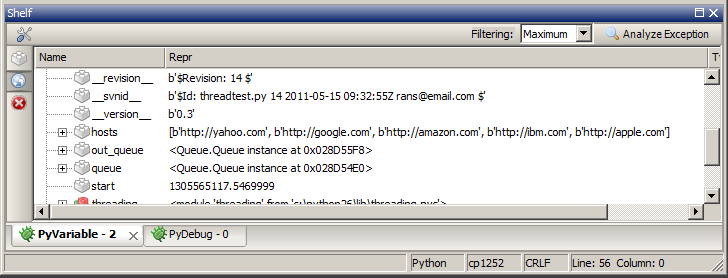 Shelf
Filtering: Maximum Analyze Exception
Name Repr Ty
__revision__ b'$Revision: 14 $'
__svnid__ b'$Id: threadtest.py 14 2011-05-15 09:32:55Z rans@email.com $'
__version__ b'0.3'
hosts [b'http://yahoo.com', b'http://google.com', b'http://amazon.com', b'http://ibm.com', b'http://apple.com']
out_queue <Queue.Queue instance at 0x028D55F8>
queue <Queue.Queue instance at 0x028D54E0>
start 1305565117.5469999
threading <module 'threading' from 'c:\python26\lib\threading.pyc'>
PyVariable - 2 PyDebug - 0
Python cp1252 CRLF Line: 56 Column: 0